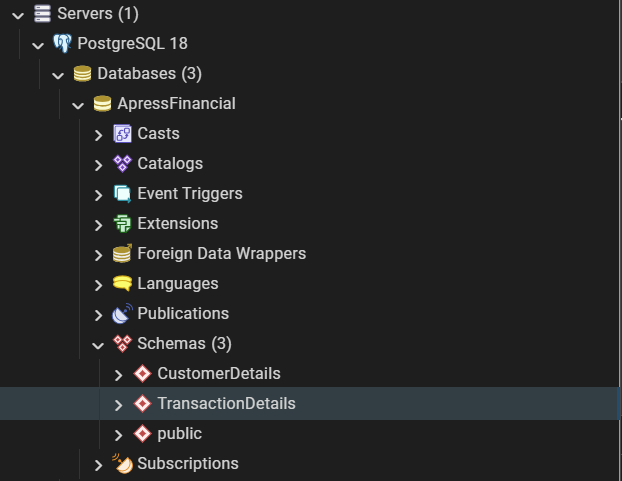 Servers (1)
PostgreSQL 18
Databases (3)
ApressFinancial
Casts
Catalogs
Event Triggers
Extensions
Foreign Data Wrappers
Languages
Publications
Schemas (3)
CustomerDetails
TransactionDetails
public
Subscriptions